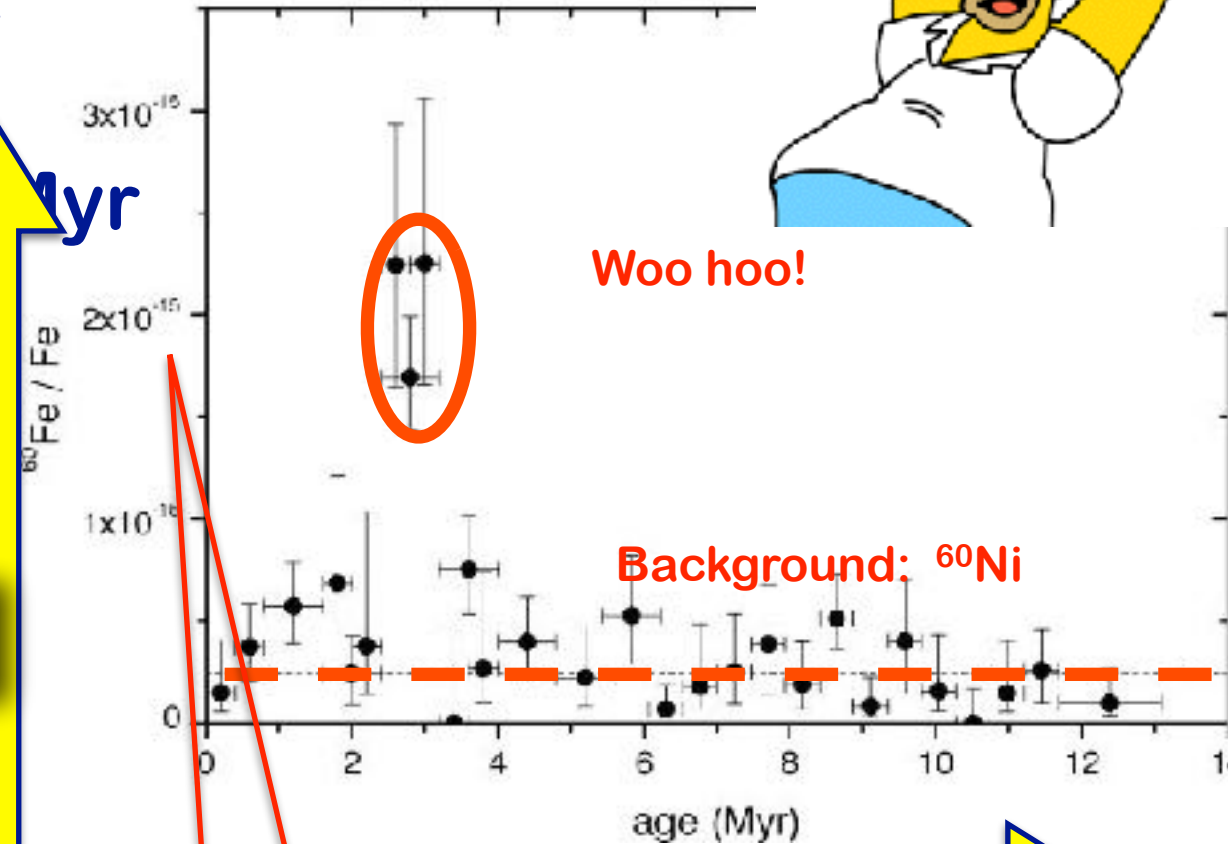 3x10⁻¹⁵
Myr
Woo hoo!
2x10⁻¹⁵
⁶⁰Fe / Fe
1x10⁻¹⁵
Background: ⁶⁰Ni
0
0 2 4 6 8 10 12
age (Myr)